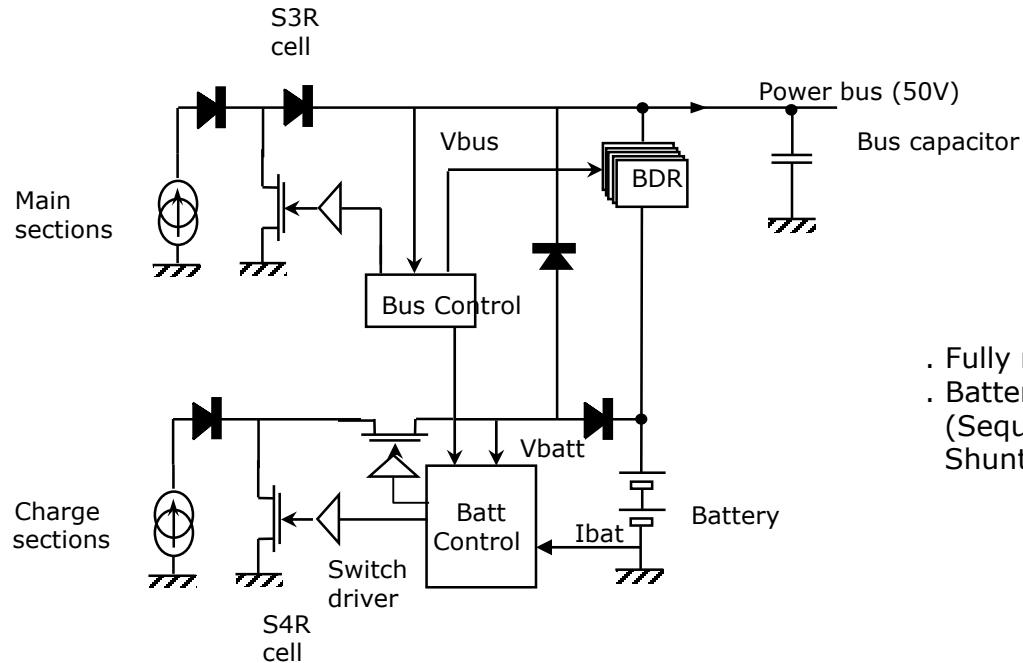 S3R
cell
Power bus (50V)
Vbus
Bus capacitor
BDR
Main
sections
Bus Control
. Fully
. Batter
(Sequ
Shunt
Vbatt
Charge
sections
Batt
Control
Battery
Ibat
Switch
driver
S4R
cell